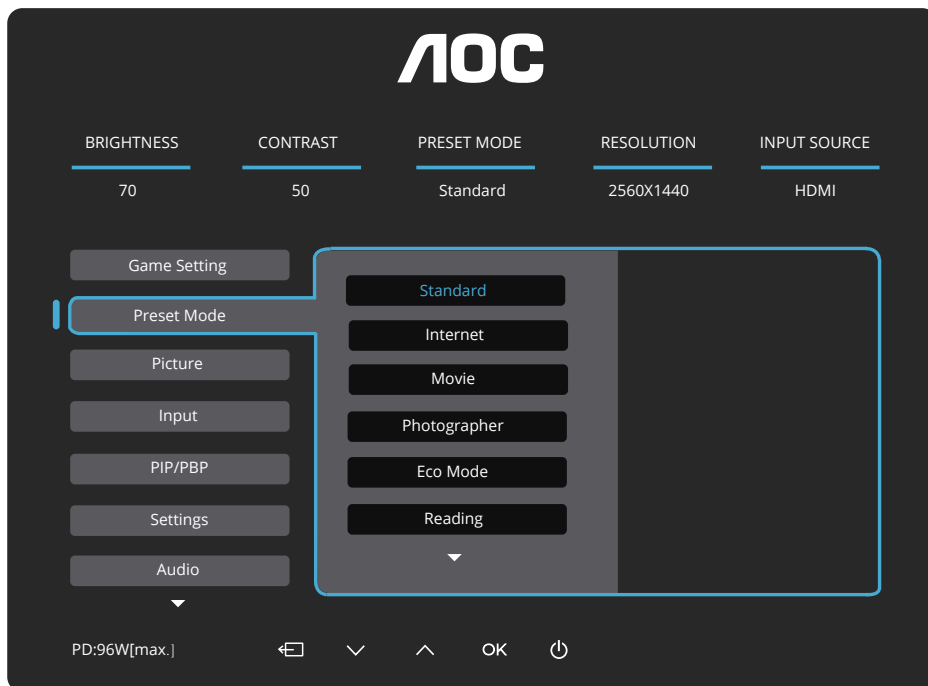 AOC
BRIGHTNESS CONTRAST PRESET MODE RESOLUTION INPUT SOURCE
70 50 Standard 2560X1440 HDMI
Game Setting
Preset Mode
Picture
Input
PIP/PBP
Settings
Audio
Standard
Internet
Movie
Photographer
Eco Mode
Reading
PD:96W[max.]
OK